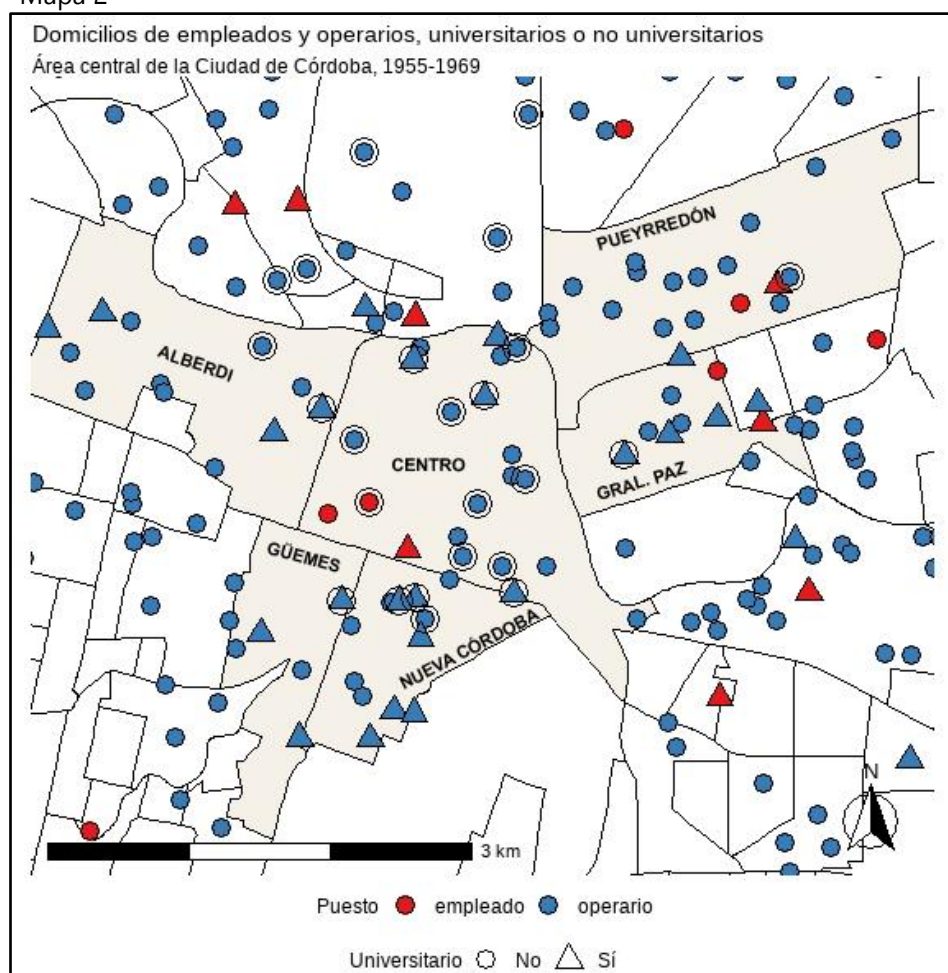 Mapa 2
Domicilios de empleados y operarios, universitarios o no universitarios
Área central de la Ciudad de Córdoba, 1955-1969
PUEYRREDÓN
ALBERDI
CENTRO
GRAL. PAZ
GÜEMES
NUEVA CÓRDOBA
N
3 km
Puesto empleado operario
Universitario No Sí